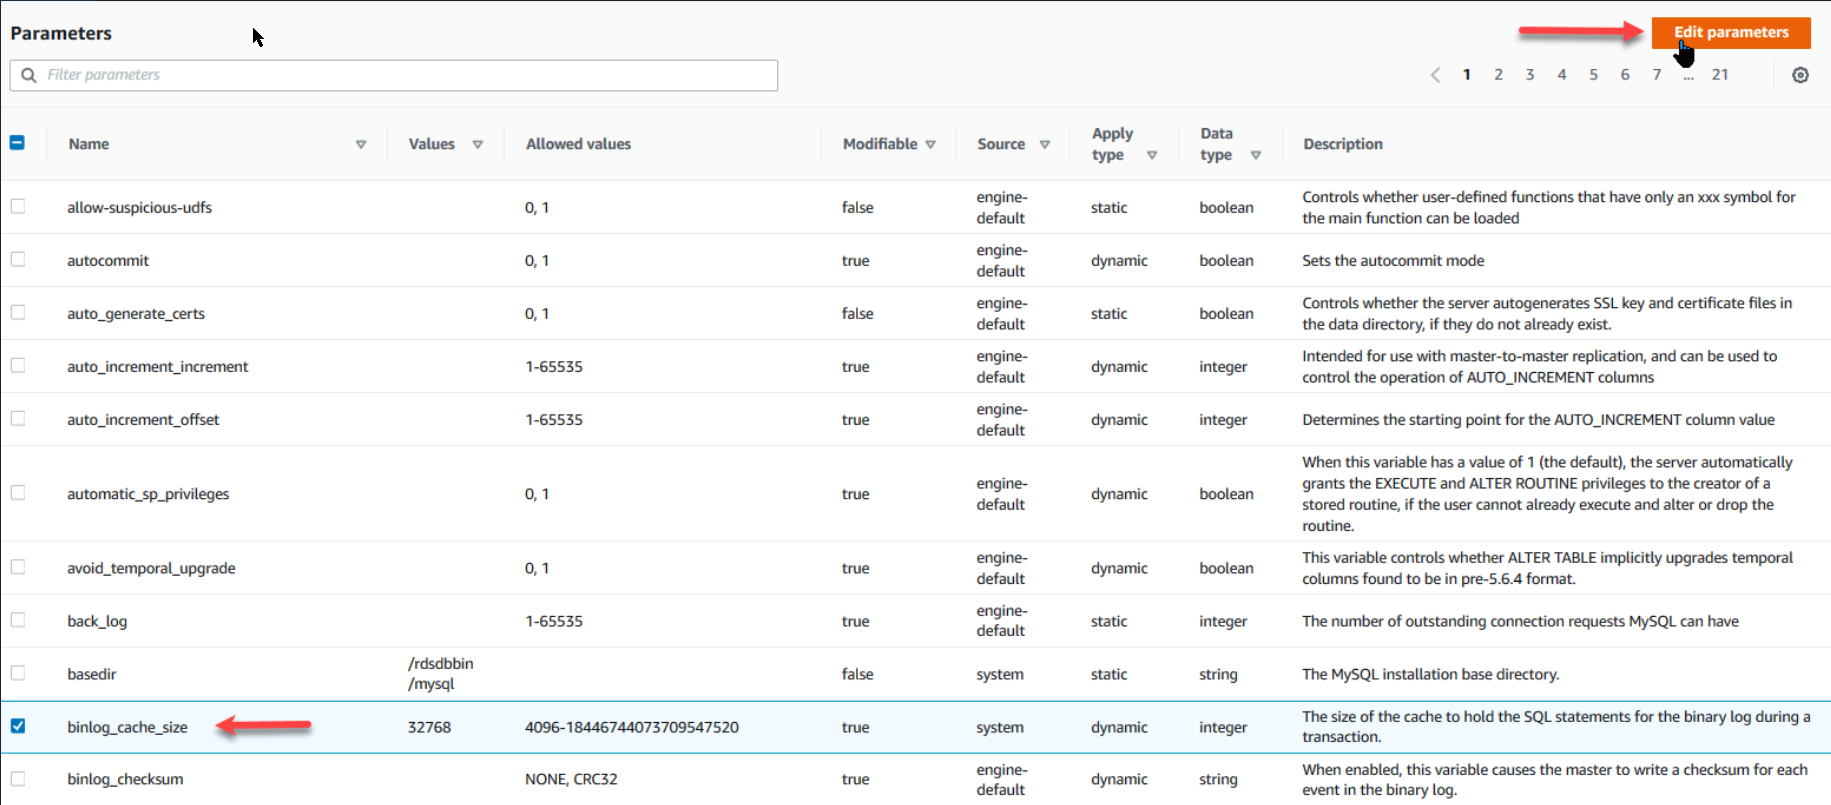 Parameters
Edit parameters
Filter parameters
1 2 3 4 5 6 7 ... 21
Name Values Allowed values Modifiable Source Apply type Data type Description
allow-suspicious-udfs 0, 1 false engine-default static boolean Controls whether user-defined functions that have only an xxx symbol for
the main function can be loaded
autocommit 0, 1 true engine-default dynamic boolean Sets the autocommit mode
auto_generate_certs 0, 1 false engine-default static boolean Controls whether the server autogenerates SSL key and certificate files in
the data directory, if they do not already exist.
auto_increment_increment 1-65535 true engine-default dynamic integer Intended for use with master-to-master replication, and can be used to
control the operation of AUTO_INCREMENT columns
auto_increment_offset 1-65535 true engine-default dynamic integer Determines the starting point for the AUTO_INCREMENT column value
automatic_sp_privileges 0, 1 true engine-default dynamic boolean When this variable has a value of 1 (the default), the server automatically
grants the EXECUTE and ALTER ROUTINE privileges to the creator of a
stored routine, if the user cannot already execute and alter or drop the
routine.
avoid_temporal_upgrade 0, 1 true engine-default dynamic boolean This variable controls whether ALTER TABLE implicitly upgrades temporal
columns found to be in pre-5.6.4 format.
back_log 1-65535 true engine-default static integer The number of outstanding connection requests MySQL can have
basedir /rdsdbbin/mysql false system static string The MySQL installation base directory.
binlog_cache_size 32768 4096-18446744073709547520 true system dynamic integer The size of the cache to hold the SQL statements for the binary log during a
transaction.
binlog_checksum NONE, CRC32 true engine-default dynamic string When enabled, this variable causes the master to write a checksum for each
event in the binary log.